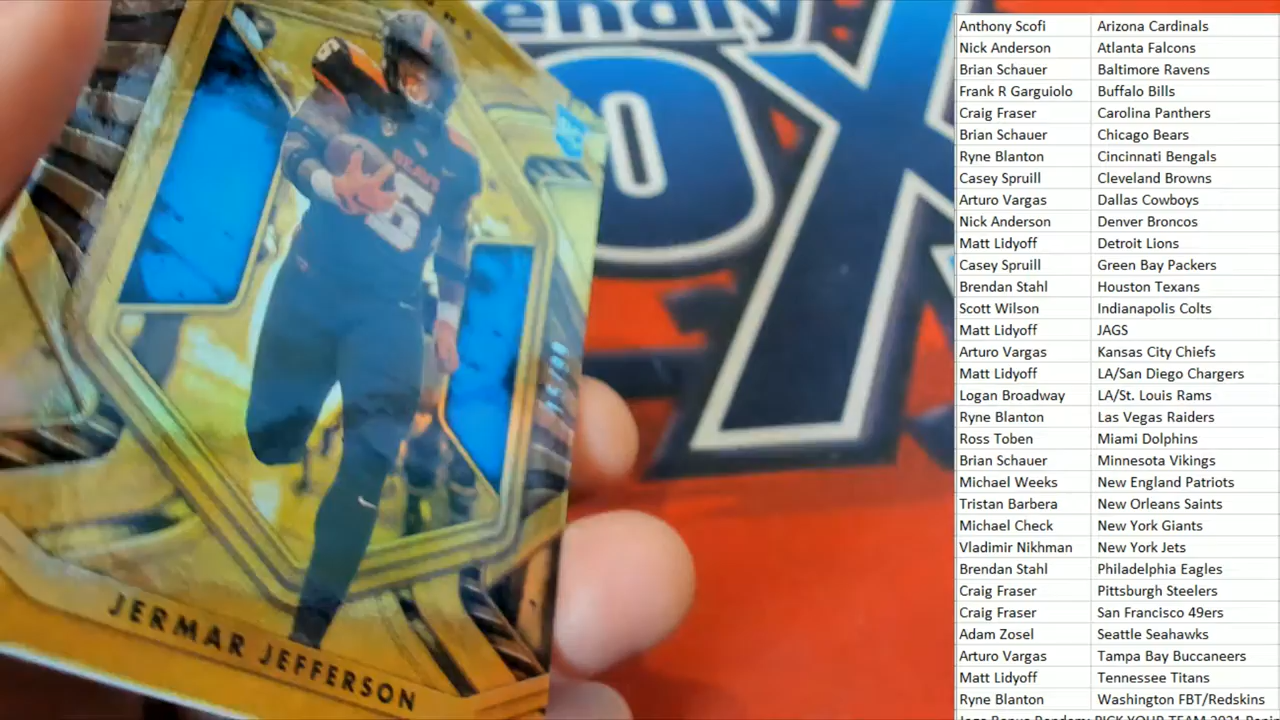 Anthony Scofi Arizona Cardinals
Nick Anderson Atlanta Falcons
Brian Schauer Baltimore Ravens
Frank R Garguiolo Buffalo Bills
Craig Fraser Carolina Panthers
Brian Schauer Chicago Bears
Ryne Blanton Cincinnati Bengals
Casey Spruill Cleveland Browns
Arturo Vargas Dallas Cowboys
Nick Anderson Denver Broncos
Matt Lidyoff Detroit Lions
Casey Spruill Green Bay Packers
Brendan Stahl Houston Texans
Scott Wilson Indianapolis Colts
Matt Lidyoff JAGS
Arturo Vargas Kansas City Chiefs
Matt Lidyoff LA/San Diego Chargers
Logan Broadway LA/St. Louis Rams
Ryne Blanton Las Vegas Raiders
Ross Toben Miami Dolphins
Brian Schauer Minnesota Vikings
Michael Weeks New England Patriots
Tristan Barbera New Orleans Saints
Michael Check New York Giants
Vladimir Nikhman New York Jets
Brendan Stahl Philadelphia Eagles
Craig Fraser Pittsburgh Steelers
Craig Fraser San Francisco 49ers
Adam Zosel Seattle Seahawks
Arturo Vargas Tampa Bay Buccaneers
Matt Lidyoff Tennessee Titans
Ryne Blanton Washington FBT/Redskins
JERMAR JEFFERSON